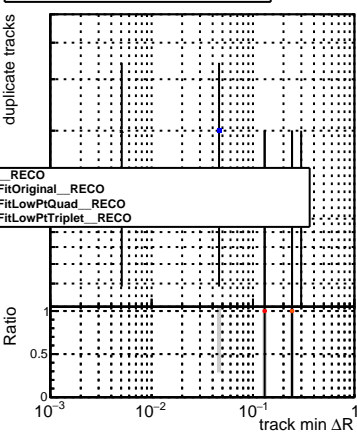 duplicate tracks
__RECO
FitOriginal__RECO
FitLowPtQuad__RECO
FitLowPtTriplet__RECO
Ratio
1
0.5
0
10⁻³ 10⁻² 10⁻¹ 1
track min ΔR